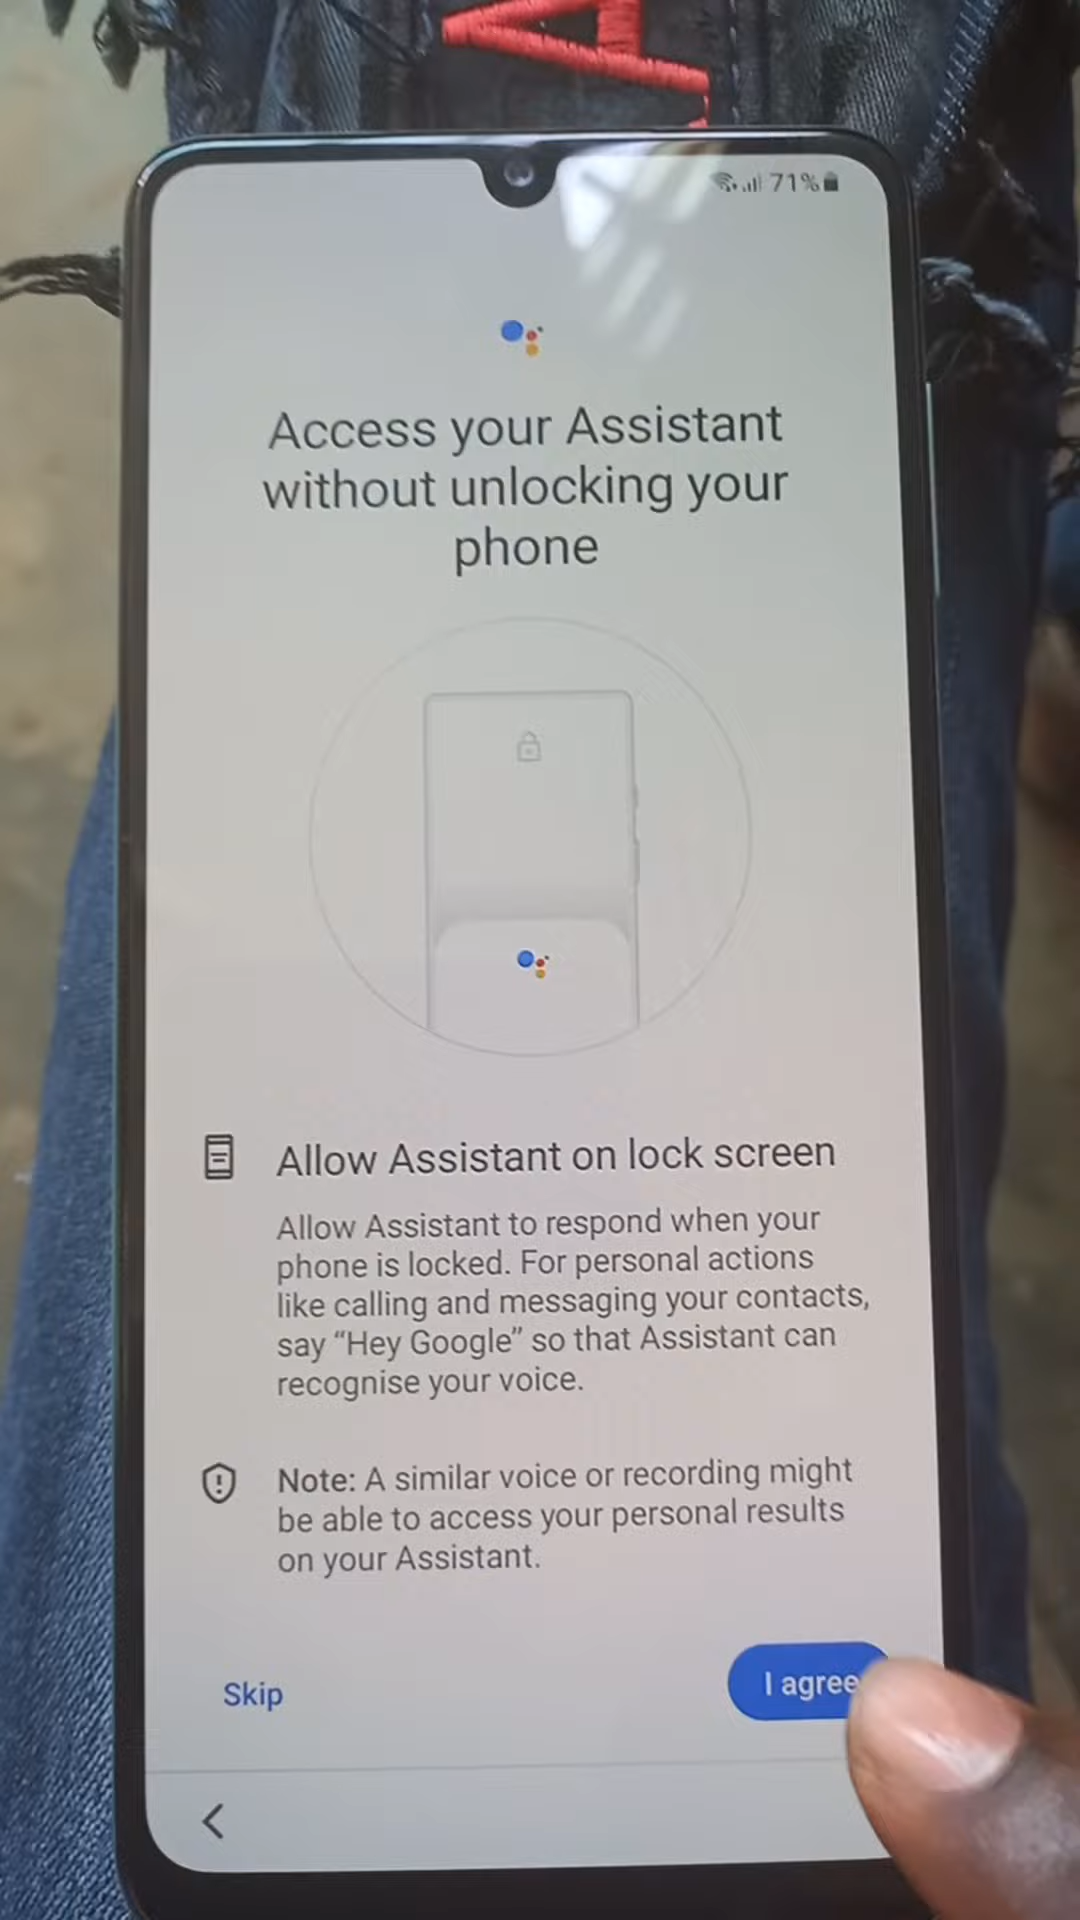 71%
Access your Assistant
without unlocking your
phone
Allow Assistant on lock screen
Allow Assistant to respond when your
phone is locked. For personal actions
like calling and messaging your contacts,
say “Hey Google” so that Assistant can
recognise your voice.
Note: A similar voice or recording might
be able to access your personal results
on your Assistant.
Skip
I agree